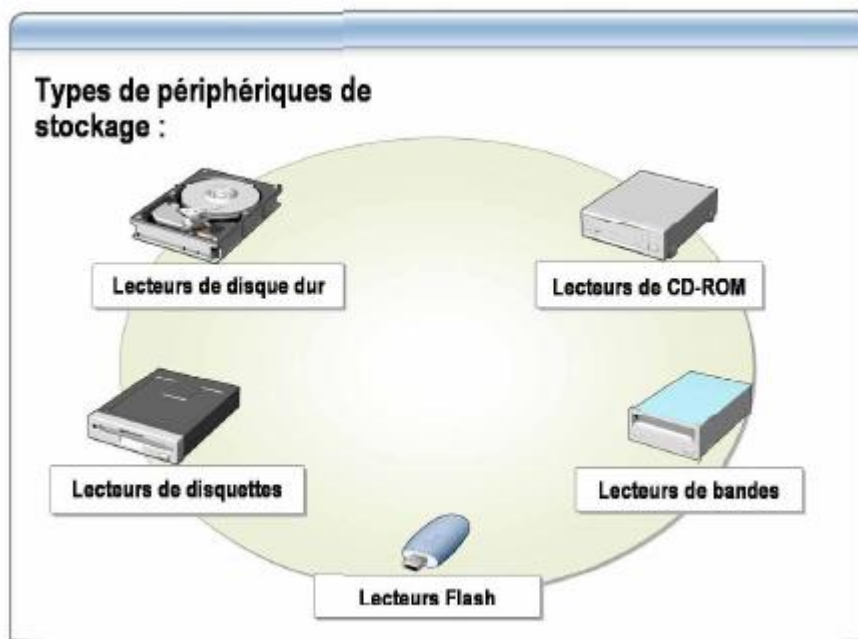 Types de périphériques de
stockage :
Lecteurs de disque dur
Lecteurs de CD-ROM
Lecteurs de disquettes
Lecteurs de bandes
Lecteurs Flash